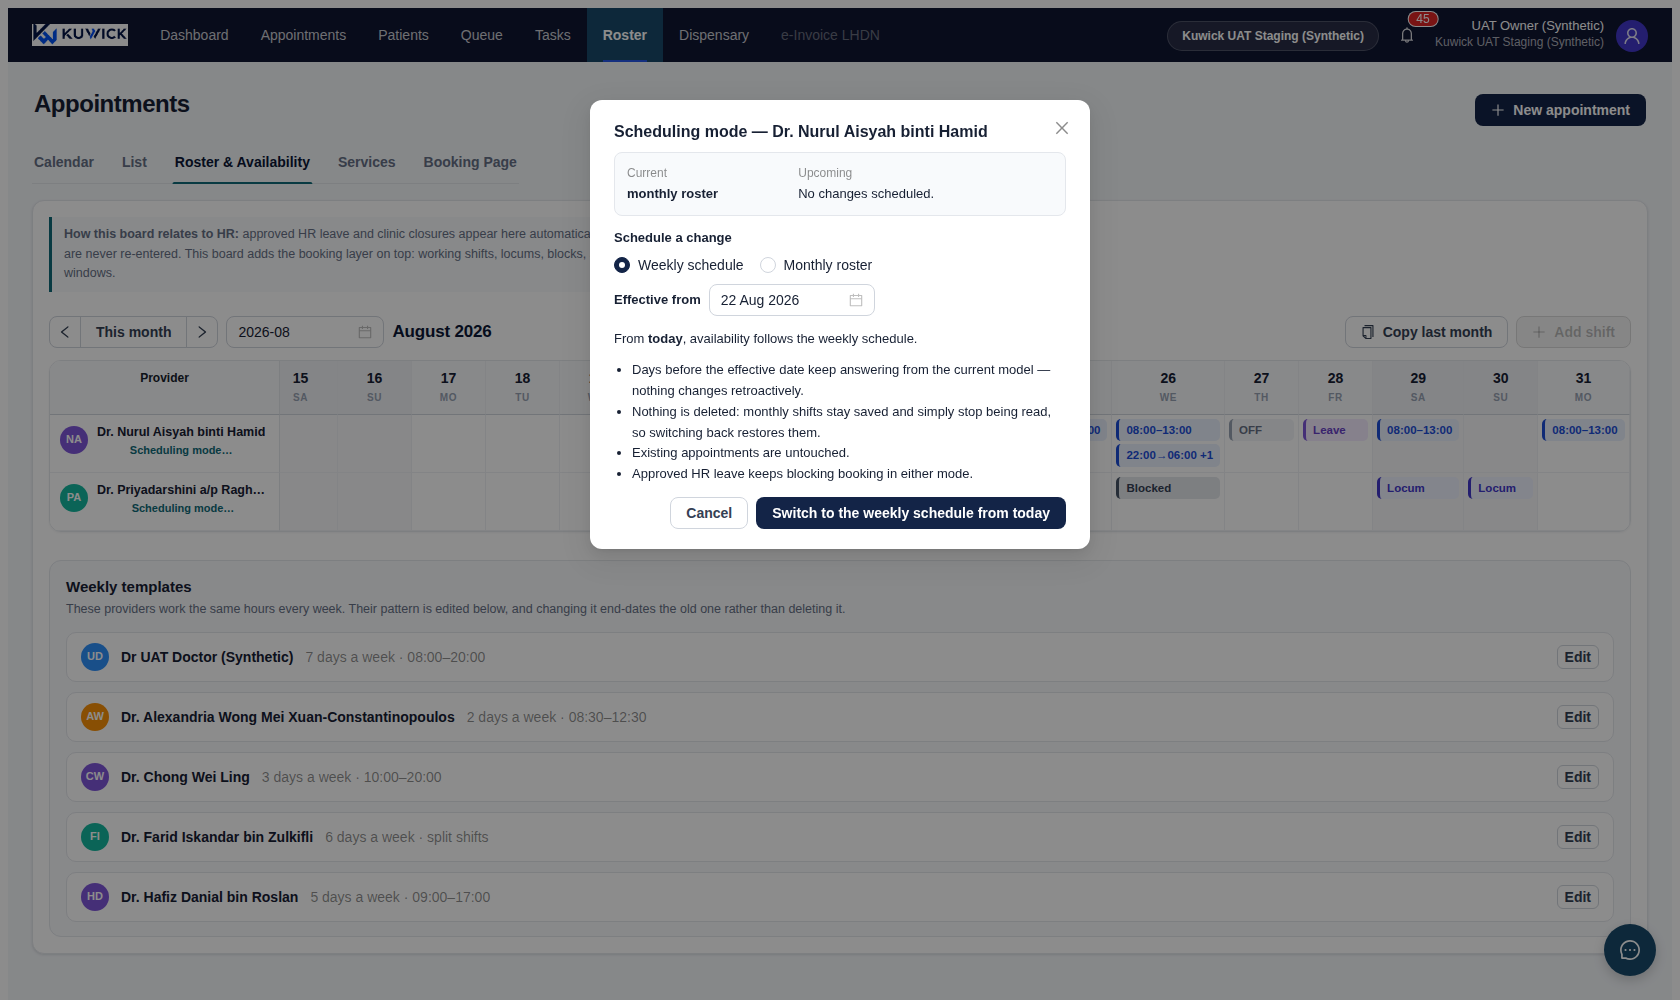 KUWICK
Dashboard
Appointments
Patients
Queue
Tasks
Roster
Dispensary
e-Invoice LHDN
Kuwick UAT Staging (Synthetic)
45
UAT Owner (Synthetic)
Kuwick UAT Staging (Synthetic)
Appointments
New appointment
Calendar
List
Roster & Availability
Services
Booking Page
How this board relates to HR: approved HR leave and clinic closures appear here
are never re-entered. This board adds the booking layer on top: working shifts, locums, blocks,
windows.
This month
2026-08
August 2026
Copy last month
Add shift
Provider
15
SA
16
SU
17
MO
18
TU
26
WE
27
TH
28
FR
29
SA
30
SU
31
MO
NA
Dr. Nurul Aisyah binti Hamid
Scheduling mode…
08:00–13:00
22:00→06:00 +1
OFF
Leave
08:00–13:00
08:00–13:00
PA
Dr. Priyadarshini a/p Ragh…
Scheduling mode…
Blocked
Locum
Locum
Scheduling mode — Dr. Nurul Aisyah binti Hamid
Current
monthly roster
Upcoming
No changes scheduled.
Schedule a change
Weekly schedule
Monthly roster
Effective from
22 Aug 2026
From today, availability follows the weekly schedule.
• Days before the effective date keep answering from the current model —
nothing changes retroactively.
• Nothing is deleted: monthly shifts stay saved and simply stop being read,
so switching back restores them.
• Existing appointments are untouched.
• Approved HR leave keeps blocking booking in either mode.
Cancel
Switch to the weekly schedule from today
Weekly templates
These providers work the same hours every week. Their pattern is edited below, and changing it end-dates the old one rather than deleting it.
UD
Dr UAT Doctor (Synthetic)
7 days a week · 08:00–20:00
Edit
AW
Dr. Alexandria Wong Mei Xuan-Constantinopoulos
2 days a week · 08:30–12:30
Edit
CW
Dr. Chong Wei Ling
3 days a week · 10:00–20:00
Edit
FI
Dr. Farid Iskandar bin Zulkifli
6 days a week · split shifts
Edit
HD
Dr. Hafiz Danial bin Roslan
5 days a week · 09:00–17:00
Edit